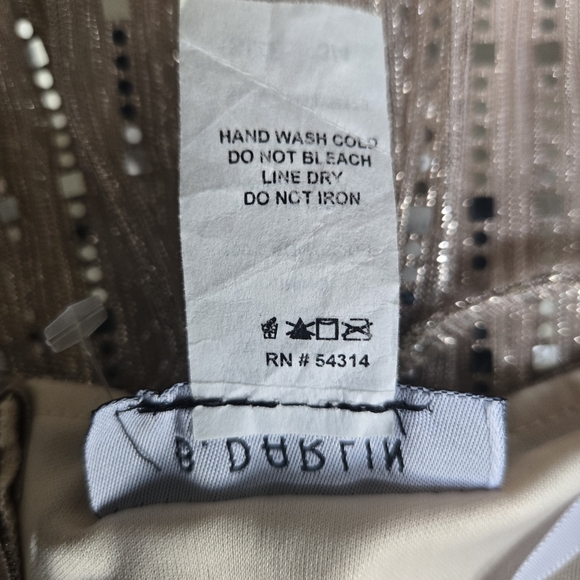 HAND WASH COLD
DO NOT BLEACH
LINE DRY
DO NOT IRON
RN # 54314
B. DARLIN